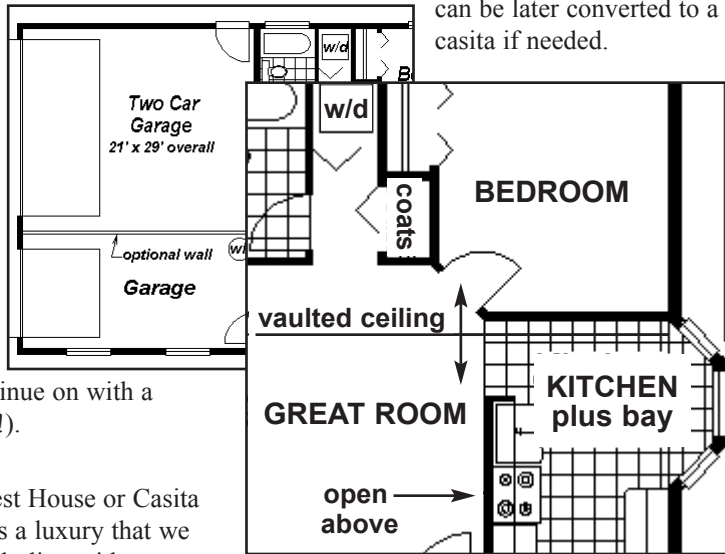 can be later converted to a
casita if needed.
w/d
Two Car
Garage
21' x 29' overall
optional wall
Garage
w/d
coats
BEDROOM
vaulted ceiling
GREAT ROOM
KITCHEN
plus bay
open
above
inue on with a
!).
est House or Casita
s a luxury that we